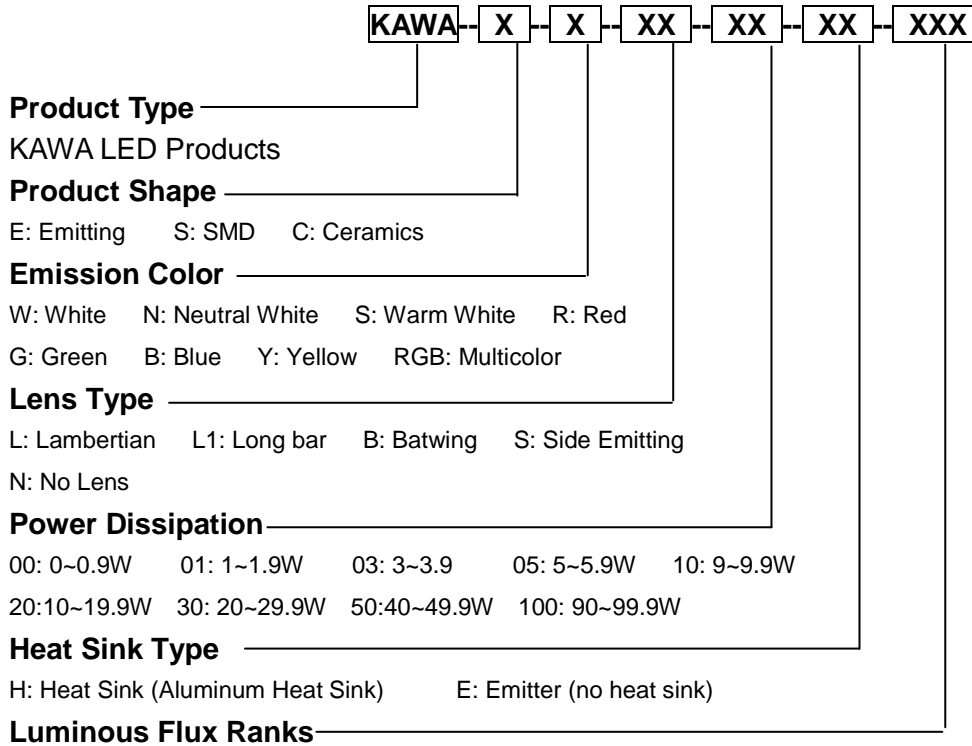 KAWA--X--X--XX--XX--XX--XXX
Product Type
KAWA LED Products
Product Shape
E: Emitting S: SMD C: Ceramics
Emission Color
W: White N: Neutral White S: Warm White R: Red
G: Green B: Blue Y: Yellow RGB: Multicolor
Lens Type
L: Lambertian L1: Long bar B: Batwing S: Side Emitting
N: No Lens
Power Dissipation
00: 0~0.9W 01: 1~1.9W 03: 3~3.9 05: 5~5.9W 10: 9~9.9W
20:10~19.9W 30: 20~29.9W 50:40~49.9W 100: 90~99.9W
Heat Sink Type
H: Heat Sink (Aluminum Heat Sink) E: Emitter (no heat sink)
Luminous Flux Ranks